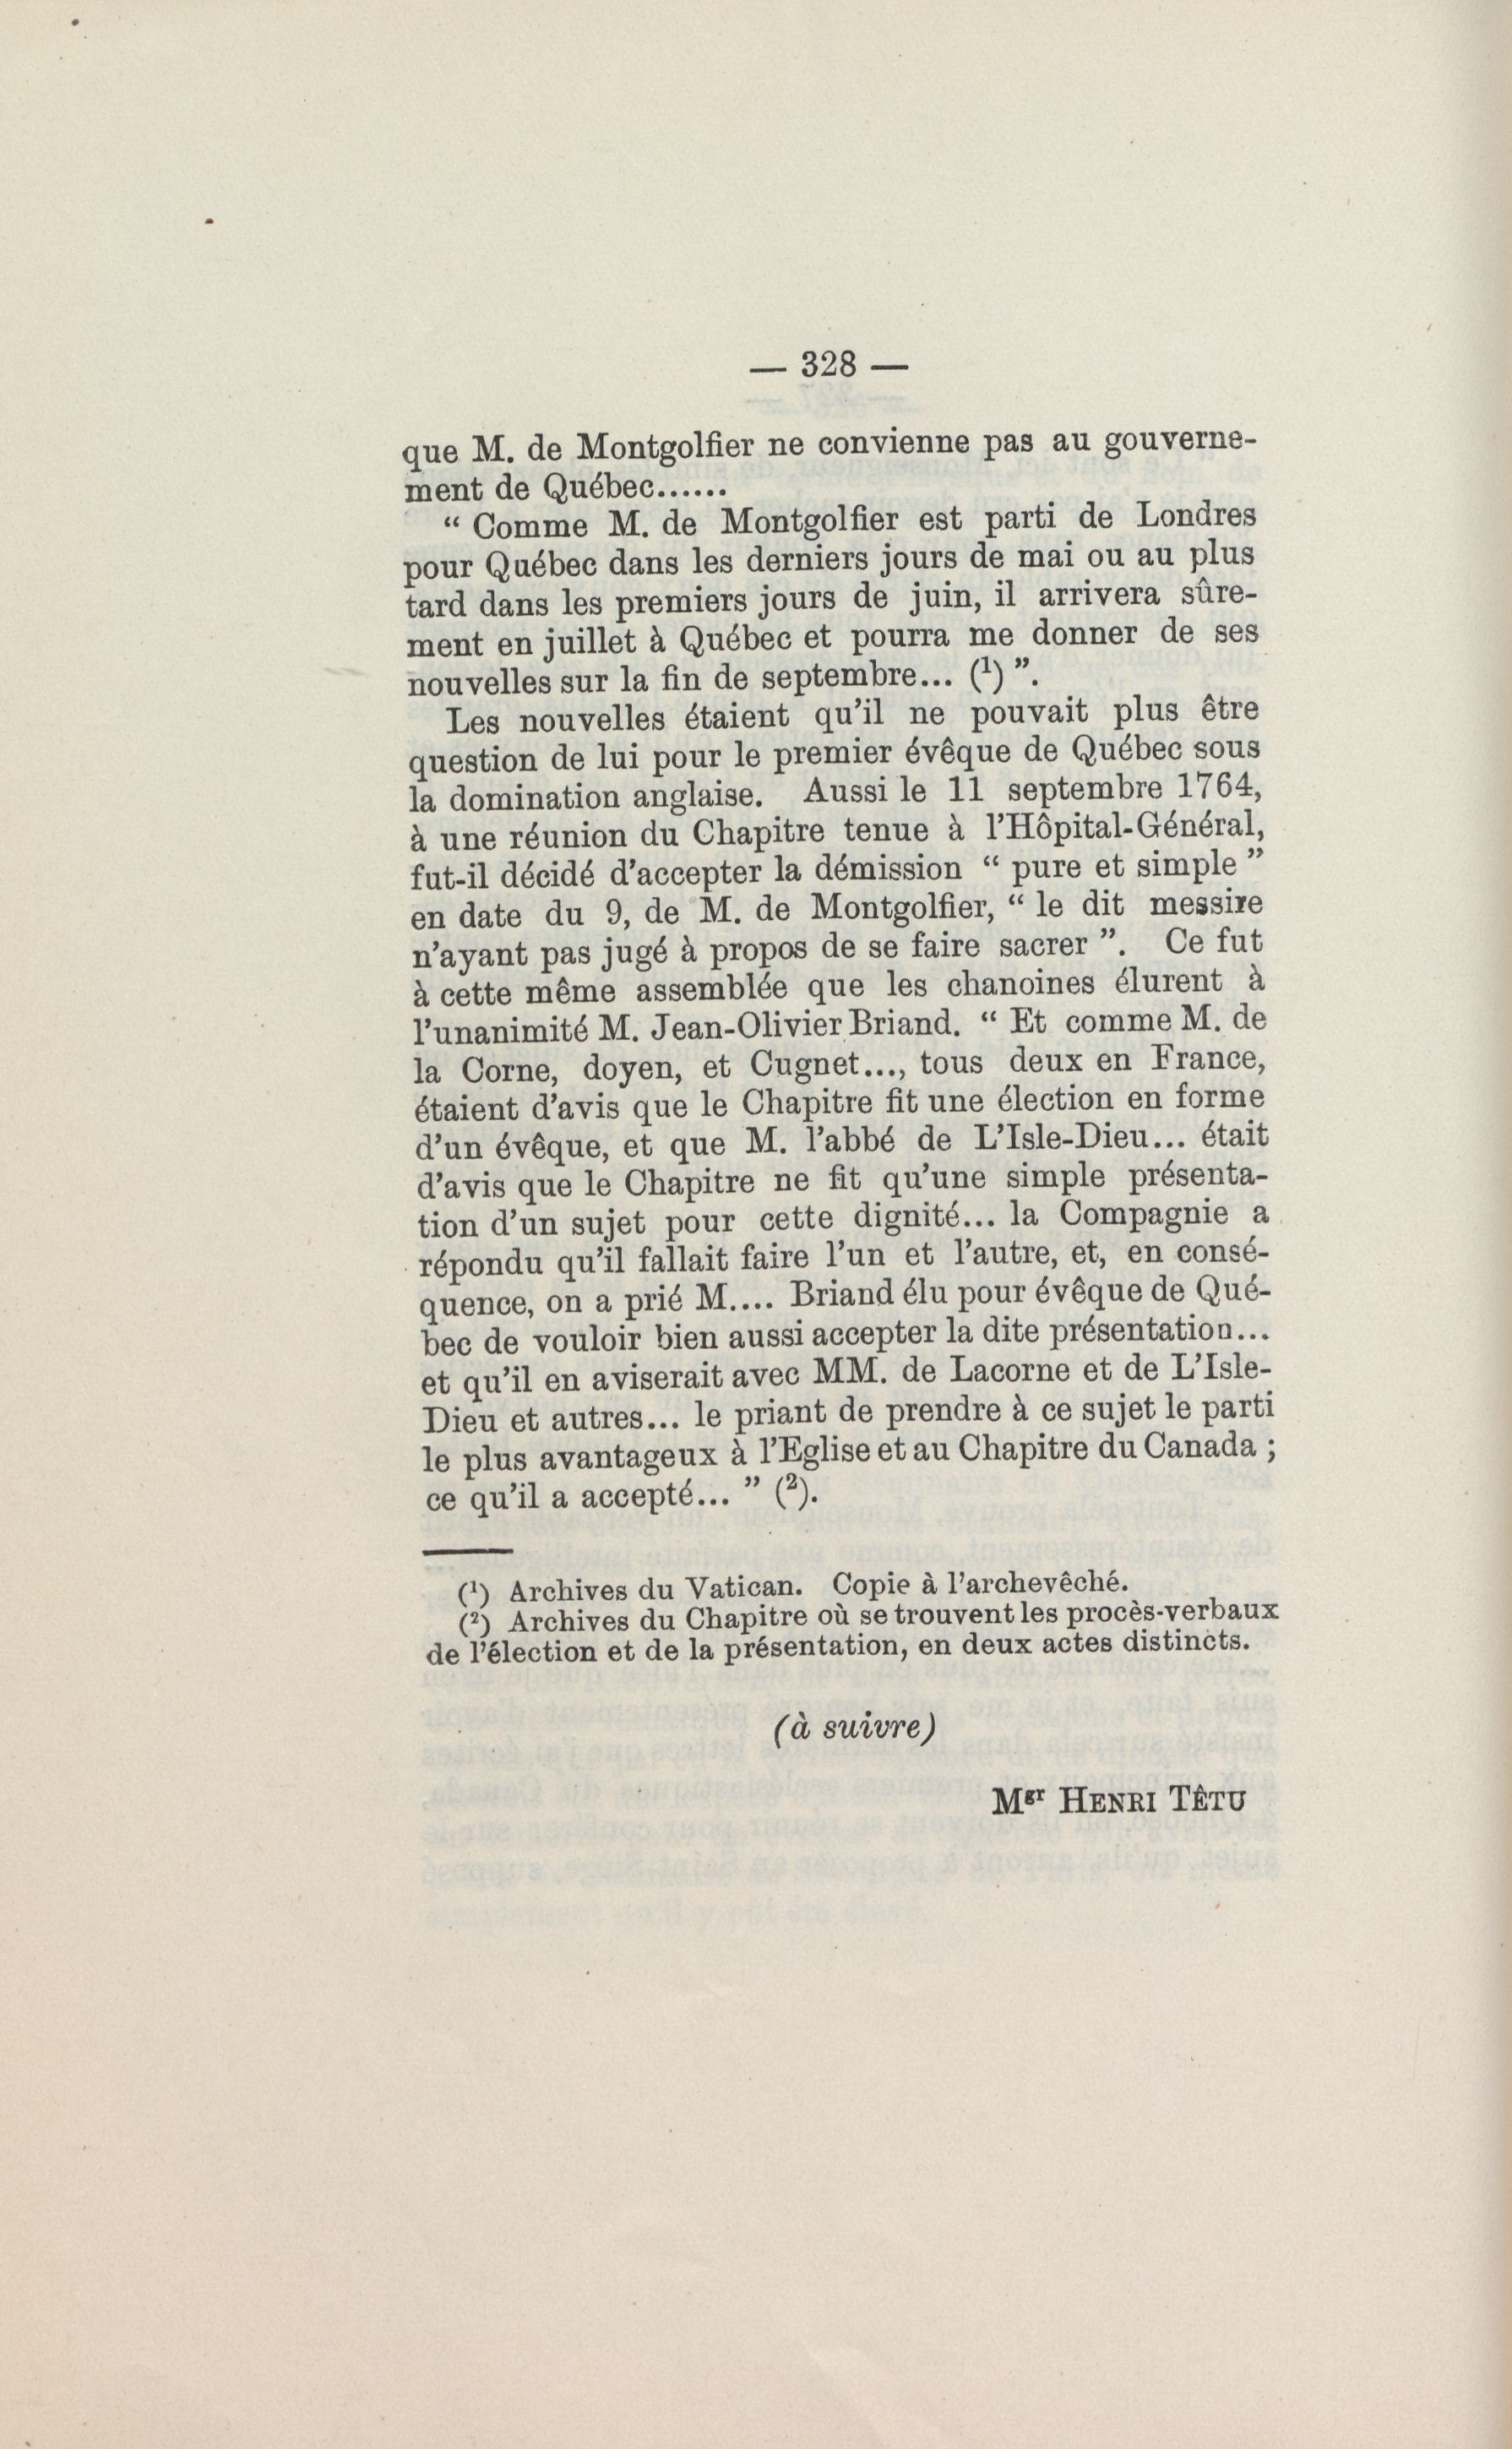 — 328 —
que M. de Montgolfier ne convienne pas au gouverne-
ment de Québec......
“ Comme M. de Montgolfier est parti de Londres
pour Québec dans les derniers jours de mai ou au plus
tard dans les premiers jours de juin, il arrivera sûre-
ment en juillet à Québec et pourra me donner de ses
nouvelles sur la fin de septembre... (¹) ”.
Les nouvelles étaient qu’il ne pouvait plus être
question de lui pour le premier évêque de Québec sous
la domination anglaise. Aussi le 11 septembre 1764,
à une réunion du Chapitre tenue à l’Hôpital-Général,
fut-il décidé d’accepter la démission “ pure et simple ”
en date du 9, de M. de Montgolfier, “ le dit messire
n’ayant pas jugé à propos de se faire sacrer ”. Ce fut
à cette même assemblée que les chanoines élurent à
l’unanimité M. Jean-Olivier Briand. “ Et comme M. de
la Corne, doyen, et Cugnet..., tous deux en France,
étaient d’avis que le Chapitre fit une élection en forme
d’un évêque, et que M. l’abbé de L’Isle-Dieu... était
d’avis que le Chapitre ne fit qu’une simple présenta-
tion d’un sujet pour cette dignité... la Compagnie a
répondu qu’il fallait faire l’un et l’autre, et, en consé-
quence, on a prié M.... Briand élu pour évêque de Qué-
bec de vouloir bien aussi accepter la dite présentation...
et qu’il en aviserait avec MM. de Lacorne et de L’Isle-
Dieu et autres... le priant de prendre à ce sujet le parti
le plus avantageux à l’Eglise et au Chapitre du Canada ;
ce qu’il a accepté... ” (²).
(¹) Archives du Vatican. Copie à l’archevêché.
(²) Archives du Chapitre où se trouvent les procès-verbaux
de l’élection et de la présentation, en deux actes distincts.
(à suivre)
Mgr HENRI TÊTU